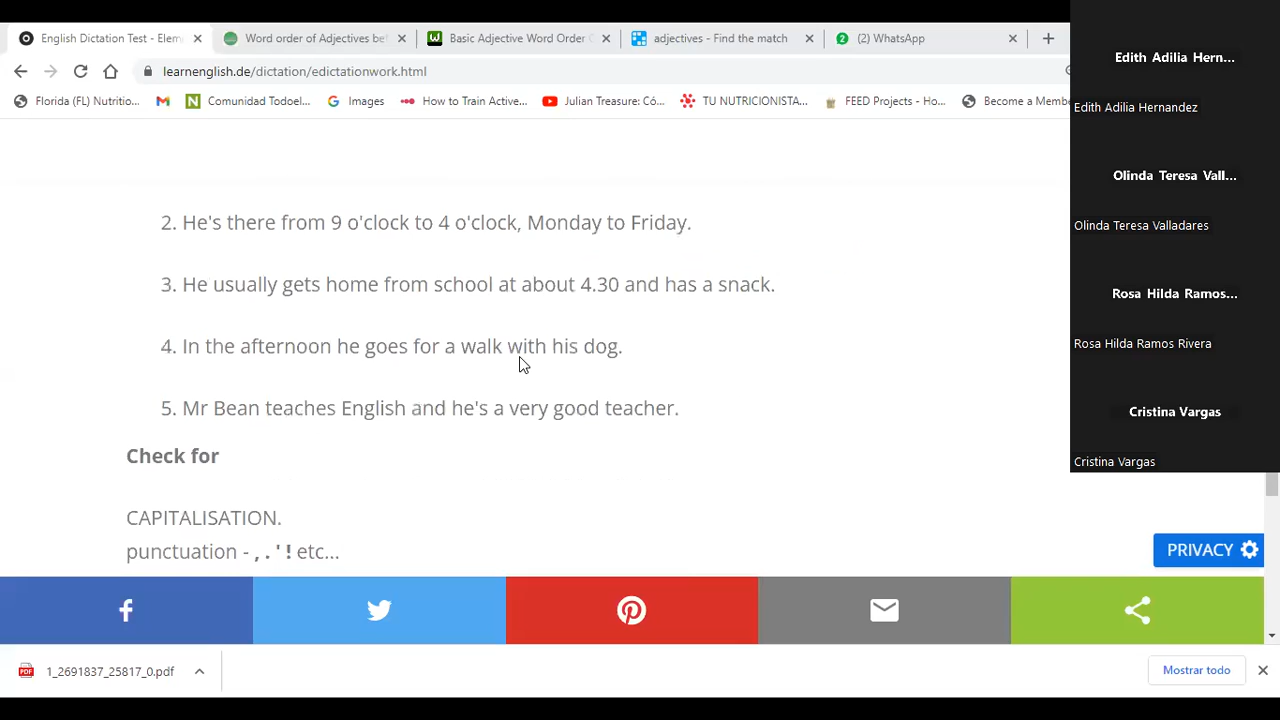 English Dictation Test - Elem
Word order of Adjectives be
Basic Adjective Word Order
adjectives - Find the match
2
(2) WhatsApp
learnenglish.de/dictation/edictationwork.html
Florida (FL) Nutritio...
Comunidad Todoel...
Images
How to Train Active...
Julian Treasure: Có...
TU NUTRICIONISTA...
FEED Projects - Ho...
Become a Memb
2. He's there from 9 o'clock to 4 o'clock, Monday to Friday.
3. He usually gets home from school at about 4.30 and has a snack.
4. In the afternoon he goes for a walk with his dog.
5. Mr Bean teaches English and he's a very good teacher.
Check for
CAPITALISATION.
punctuation - , . ' ! etc...
PRIVACY
1_2691837_25817_0.pdf
Mostrar todo
Edith Adilia Hern...
Edith Adilia Hernandez
Olinda Teresa Vall...
Olinda Teresa Valladares
Rosa Hilda Ramos...
Rosa Hilda Ramos Rivera
Cristina Vargas
Cristina Vargas